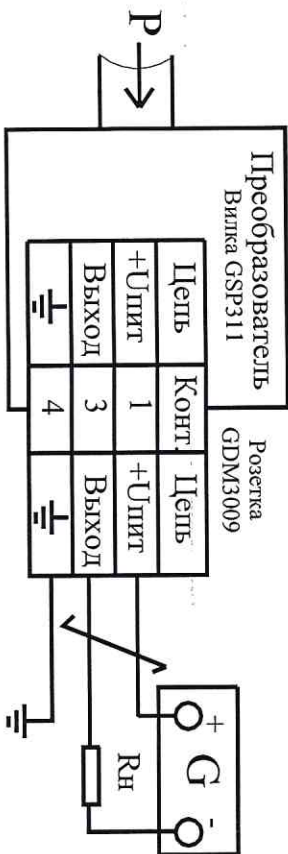 P
Преобразователь
Вилка GSP311
Розетка
GDM3009
Цепь Конт. Цепь
+Uпит 1 +Uпит
Выход 3 Выход
4
+ G -
Rн